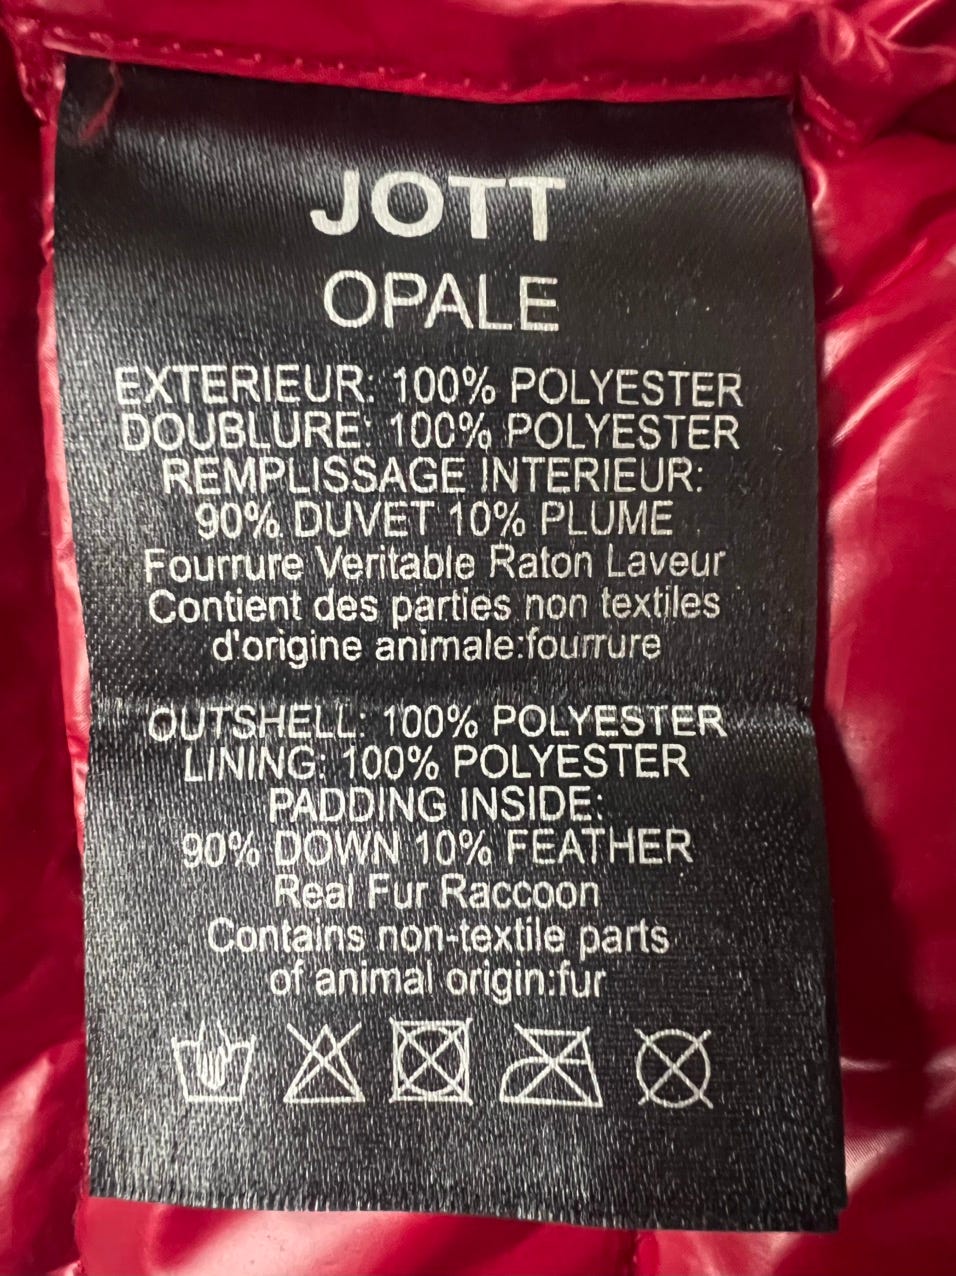 JOTT
OPALE
EXTERIEUR: 100% POLYESTER
DOUBLURE: 100% POLYESTER
REMPLISSAGE INTERIEUR:
90% DUVET 10% PLUME
Fourrure Veritable Raton Laveur
Contient des parties non textiles
d'origine animale:fourrure
OUTSHELL: 100% POLYESTER
LINING: 100% POLYESTER
PADDING INSIDE:
90% DOWN 10% FEATHER
Real Fur Raccoon
Contains non-textile parts
of animal origin:fur